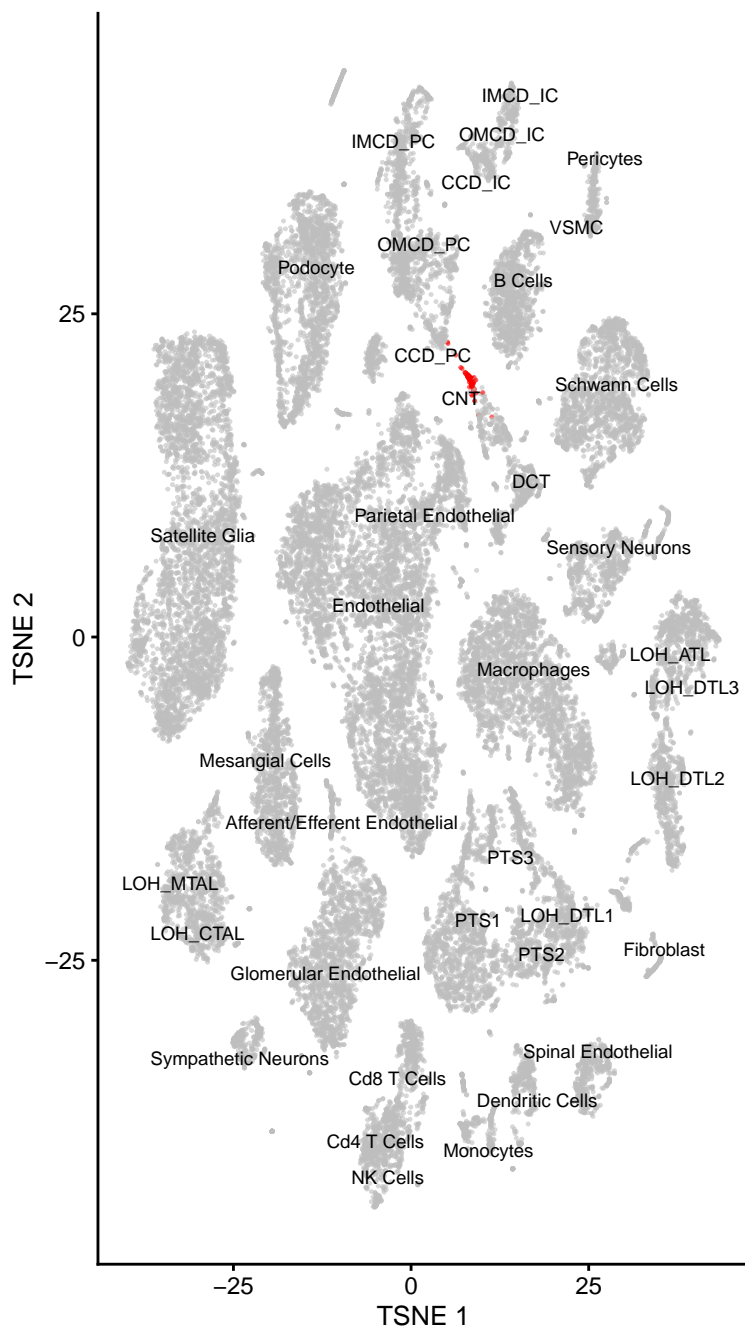 IMCD_IC
OMCD_IC
IMCD_PC
Pericytes
CCD_IC
VSMC
OMCD_PC
Podocyte
B Cells
25
CCD_PC
Schwann Cells
CNT
DCT
Parietal Endothelial
Satellite Glia
Sensory Neurons
Endothelial
TSNE 2
0
LOH_ATL
Macrophages
LOH_DTL3
Mesangial Cells
LOH_DTL2
Afferent/Efferent Endothelial
PTS3
LOH_MTAL
LOH_DTL1
PTS1
LOH_CTAL
Fibroblast
PTS2
−25
Glomerular Endothelial
Spinal Endothelial
Sympathetic Neurons
Cd8 T Cells
Dendritic Cells
Cd4 T Cells
Monocytes
NK Cells
−25 0 25
TSNE 1